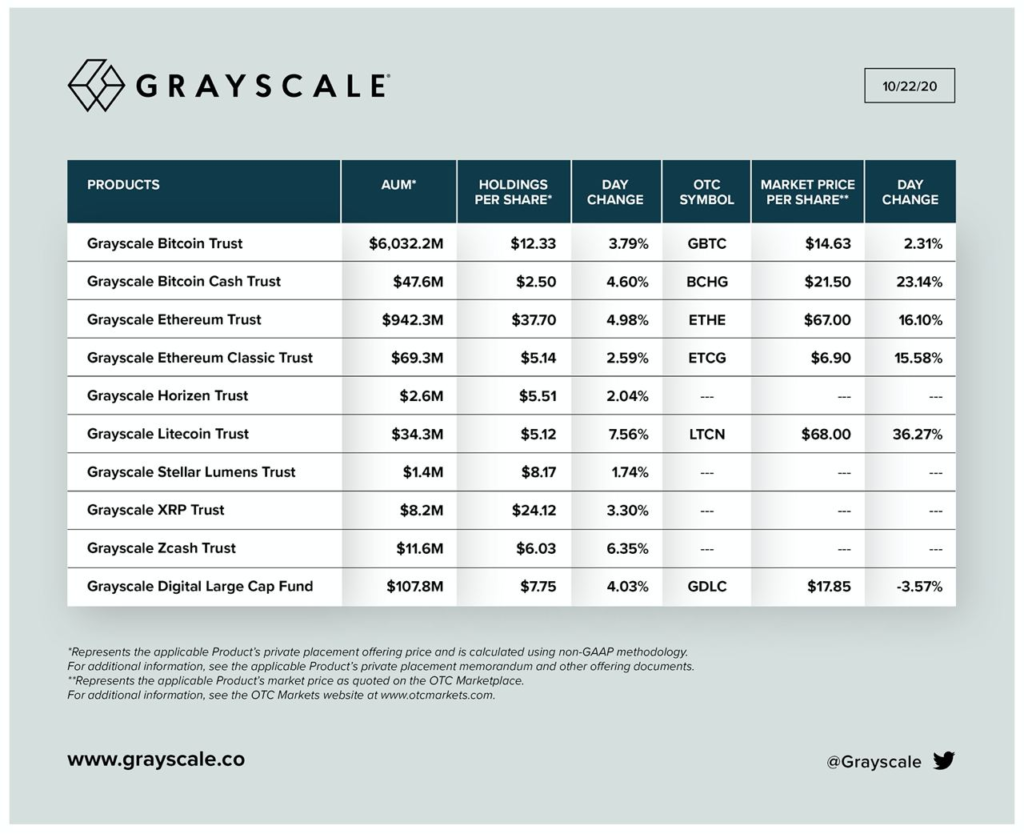 GRAYSCALE®
10/22/20
PRODUCTS AUM* HOLDINGS PER SHARE* DAY CHANGE OTC SYMBOL MARKET PRICE PER SHARE** DAY CHANGE
Grayscale Bitcoin Trust $6,032.2M $12.33 3.79% GBTC $14.63 2.31%
Grayscale Bitcoin Cash Trust $47.6M $2.50 4.60% BCHG $21.50 23.14%
Grayscale Ethereum Trust $942.3M $37.70 4.98% ETHE $67.00 16.10%
Grayscale Ethereum Classic Trust $69.3M $5.14 2.59% ETCG $6.90 15.58%
Grayscale Horizen Trust $2.6M $5.51 2.04% --- --- ---
Grayscale Litecoin Trust $34.3M $5.12 7.56% LTCN $68.00 36.27%
Grayscale Stellar Lumens Trust $1.4M $8.17 1.74% --- --- ---
Grayscale XRP Trust $8.2M $24.12 3.30% --- --- ---
Grayscale Zcash Trust $11.6M $6.03 6.35% --- --- ---
Grayscale Digital Large Cap Fund $107.8M $7.75 4.03% GDLC $17.85 -3.57%
*Represents the applicable Product's private placement offering price and is calculated using non-GAAP methodology.
For additional information, see the applicable Product's private placement memorandum and other offering documents.
**Represents the applicable Product's market price as quoted on the OTC Marketplace.
For additional information, see the OTC Markets website at www.otcmarkets.com.
www.grayscale.co
@Grayscale